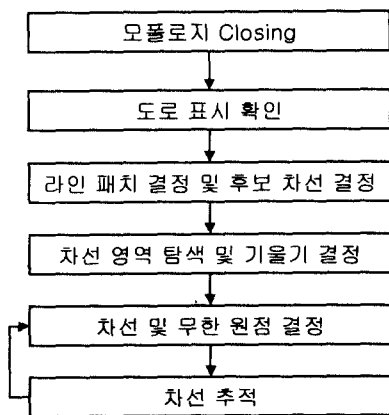 모폴로지 Closing
도로 표시 확인
라인 패치 결정 및 후보 차선 결정
차선 영역 탐색 및 기울기 결정
차선 및 무한 원점 결정
차선 추적